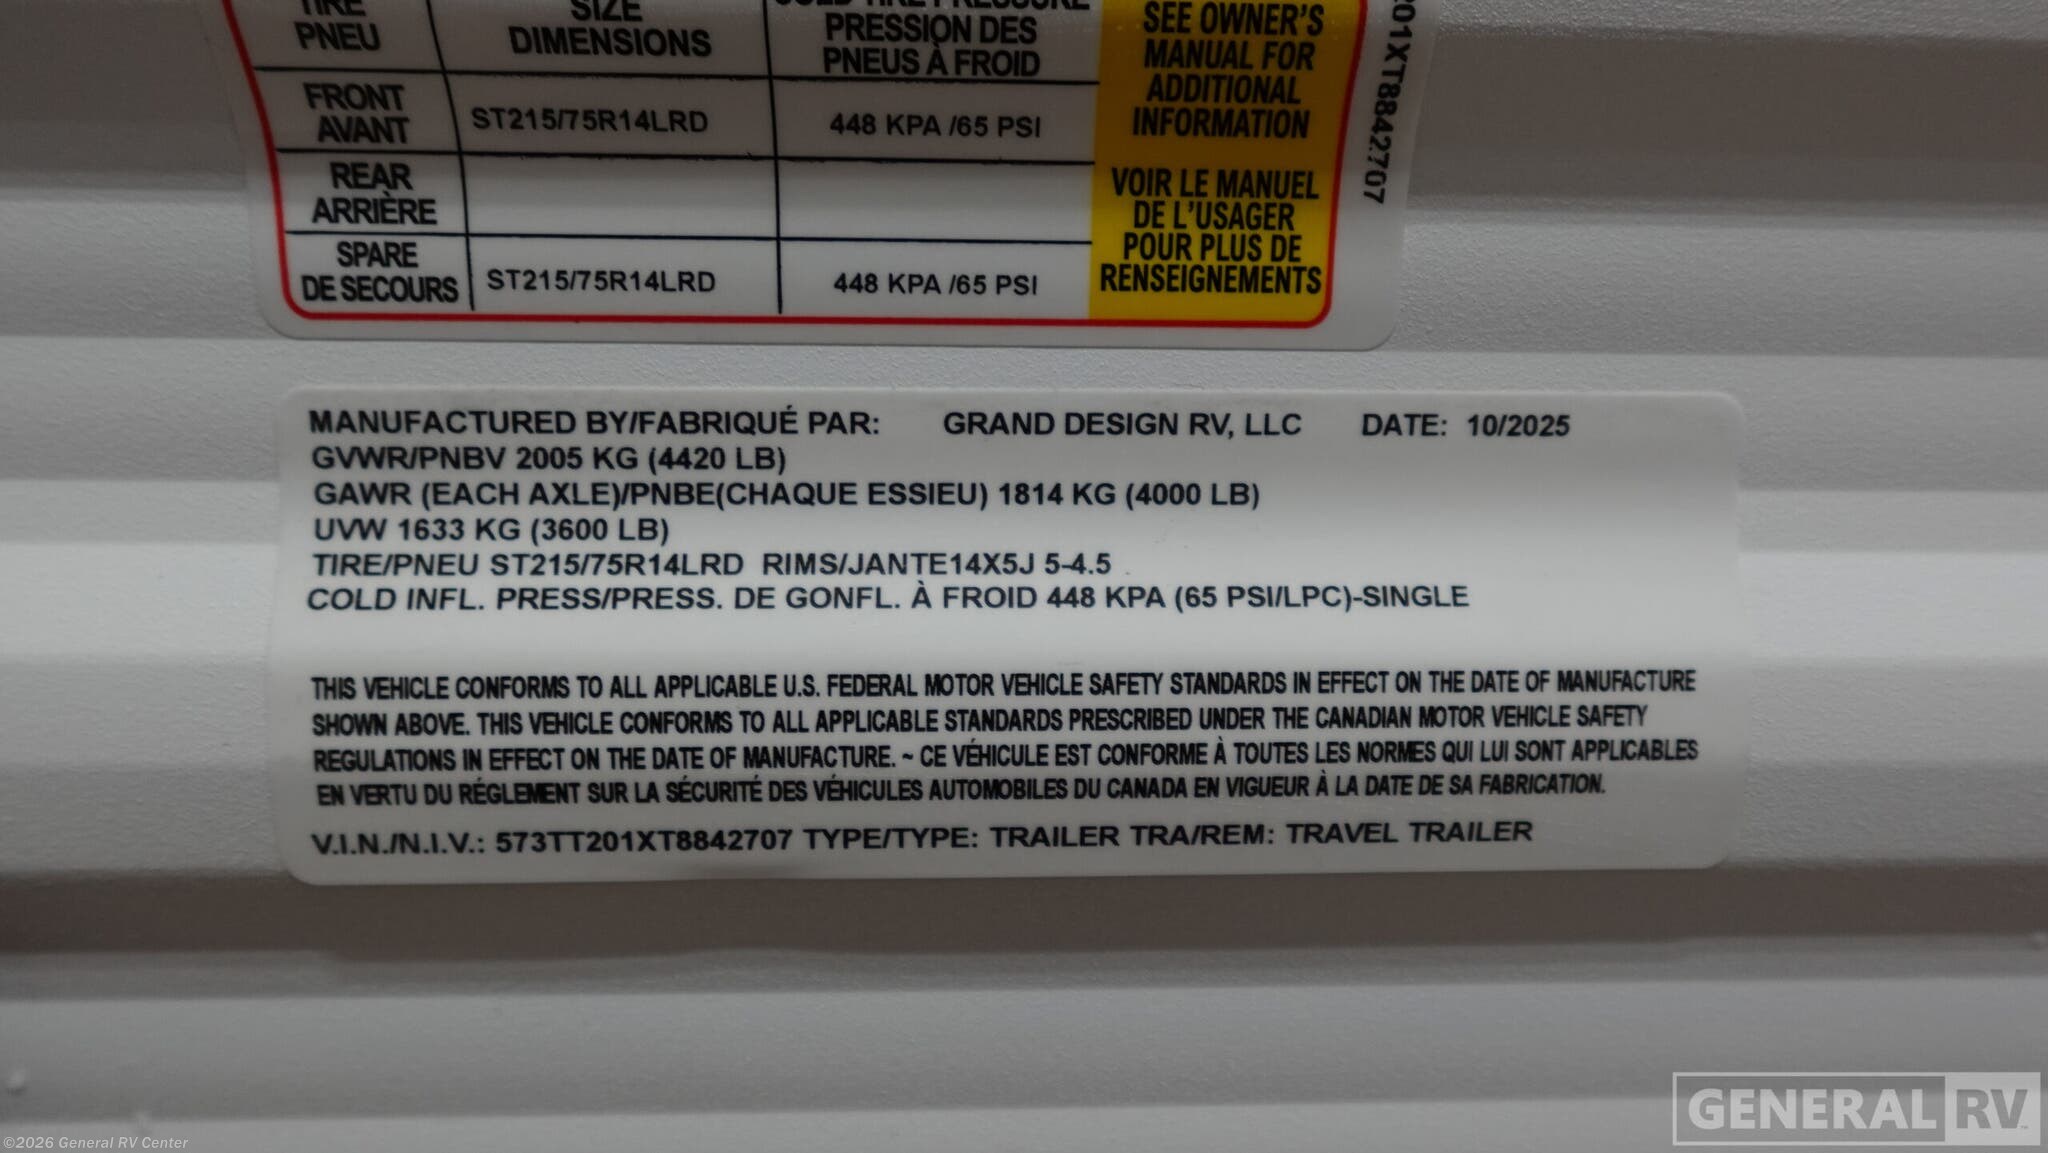 TIRE SIZE COLD TIRE PRESSURE SEE OWNER'S
PNEU DIMENSIONS PRESSION DES MANUAL FOR
PNEUS À FROID ADDITIONAL
FRONT ST215/75R14LRD 448 KPA /65 PSI INFORMATION
AVANT
REAR VOIR LE MANUEL
ARRIÈRE DE L'USAGER
SPARE POUR PLUS DE
DE SECOURS ST215/75R14LRD 448 KPA /65 PSI RENSEIGNEMENTS
201XT8842707
MANUFACTURED BY/FABRIQUÉ PAR: GRAND DESIGN RV, LLC DATE: 10/2025
GVWR/PNBV 2005 KG (4420 LB)
GAWR (EACH AXLE)/PNBE(CHAQUE ESSIEU) 1814 KG (4000 LB)
UVW 1633 KG (3600 LB)
TIRE/PNEU ST215/75R14LRD RIMS/JANTE14X5J 5-4.5
COLD INFL. PRESS/PRESS. DE GONFL. À FROID 448 KPA (65 PSI/LPC)-SINGLE
THIS VEHICLE CONFORMS TO ALL APPLICABLE U.S. FEDERAL MOTOR VEHICLE SAFETY STANDARDS IN EFFECT ON THE DATE OF MANUFACTURE
SHOWN ABOVE. THIS VEHICLE CONFORMS TO ALL APPLICABLE STANDARDS PRESCRIBED UNDER THE CANADIAN MOTOR VEHICLE SAFETY
REGULATIONS IN EFFECT ON THE DATE OF MANUFACTURE. ~ CE VÉHICULE EST CONFORME À TOUTES LES NORMES QUI LUI SONT APPLICABLES
EN VERTU DU RÉGLEMENT SUR LA SÉCURITÉ DES VÉHICULES AUTOMOBILES DU CANADA EN VIGUEUR À LA DATE DE SA FABRICATION.
V.I.N./N.I.V.: 573TT201XT8842707 TYPE/TYPE: TRAILER TRA/REM: TRAVEL TRAILER
GENERAL RV
©2026 General RV Center